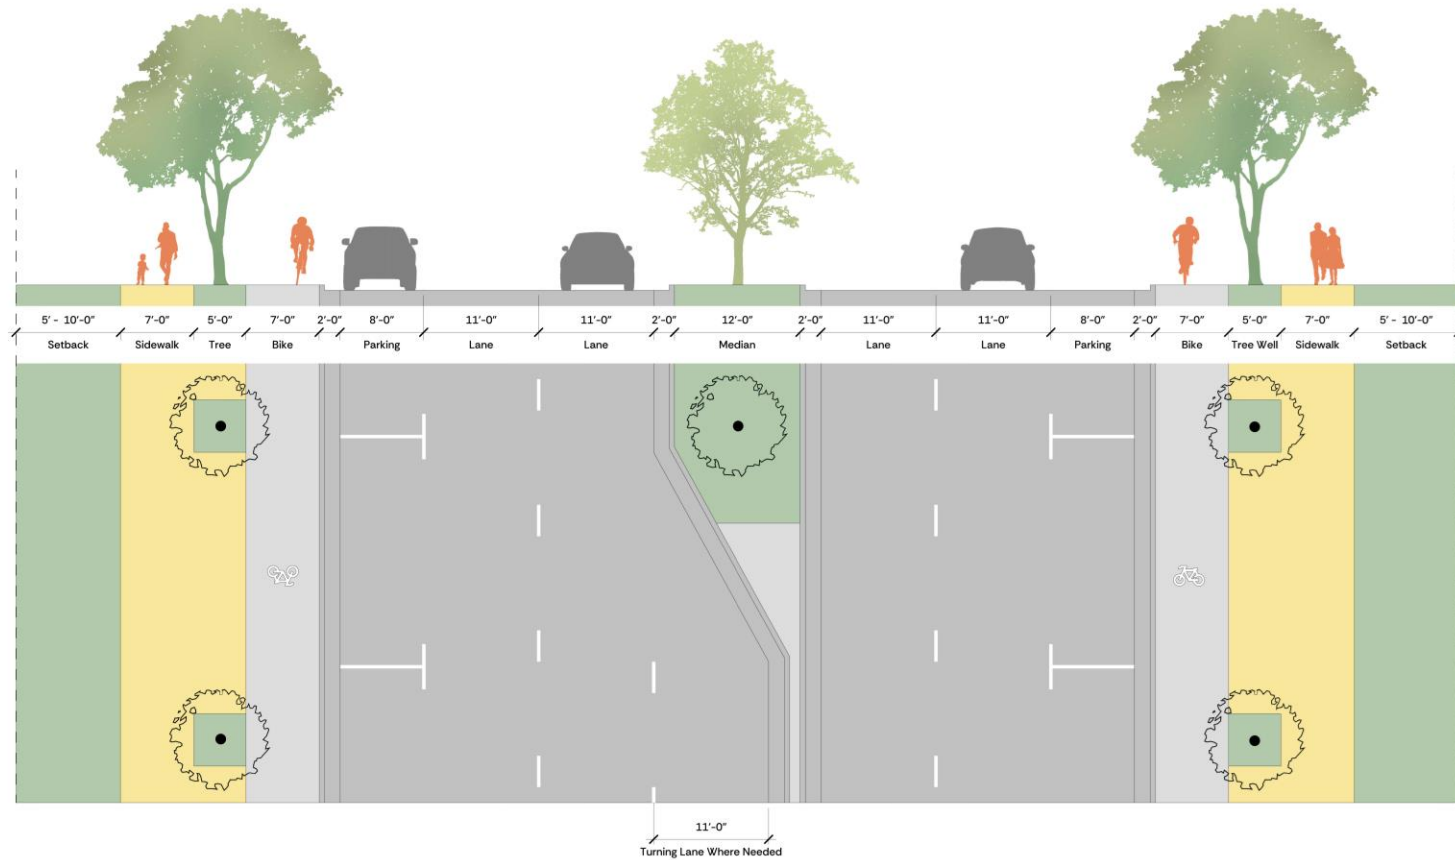 5' - 10'-0" 7'-0" 5'-0" 7'-0" 2'-0" 8'-0" 11'-0" 11'-0" 2'-0" 12'-0" 2'-0" 11'-0" 11'-0" 8'-0" 2'-0" 7'-0" 5'-0" 7'-0" 5' - 10'-0"
Setback Sidewalk Tree Bike Parking Lane Lane Median Lane Lane Parking Bike Tree Well Sidewalk Setback
11'-0"
Turning Lane Where Needed